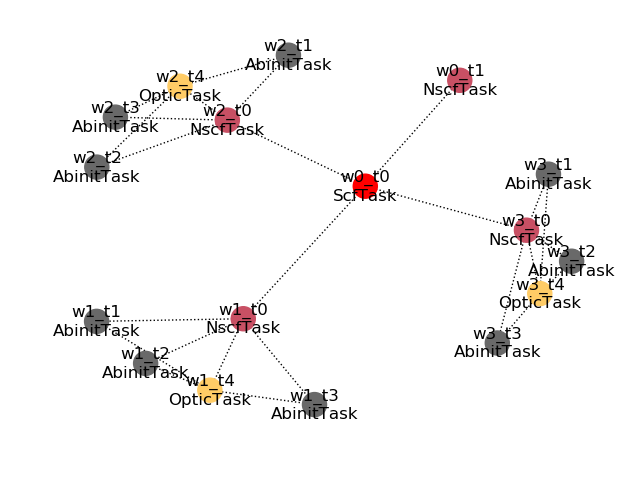 w2_t1
AbinitTask
w0_t1
NscfTask
w2_t4
OpticTask
w2_t3
AbinitTask
w2_t0
NscfTask
w2_t2
AbinitTask
w0_t0
ScfTask
w3_t1
AbinitTask
w3_t0
NscfTask
w3_t2
AbinitTask
w3_t4
OpticTask
w3_t3
AbinitTask
w1_t1
AbinitTask
w1_t0
NscfTask
w1_t2
AbinitTask
w1_t4
OpticTask
w1_t3
AbinitTask